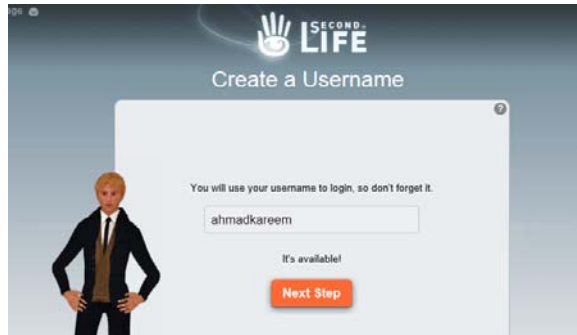 age
SECOND
LIFE
Create a Username
?
You will use your username to login, so don't forget it.
ahmadkareem
It's available!
Next Step